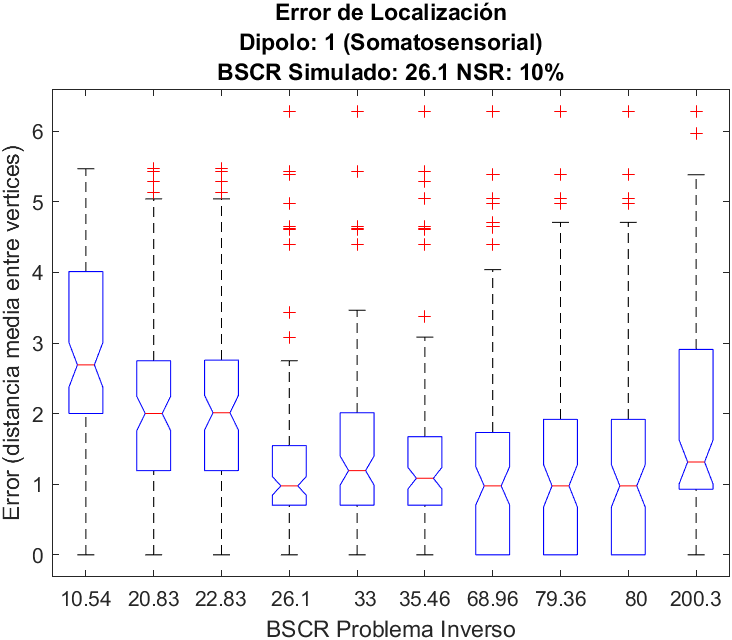 Error de Localización
Dipolo: 1 (Somatosensorial)
BSCR Simulado: 26.1 NSR: 10%
Error (distancia media entre vertices)
6
5
4
3
2
1
0
10.54 20.83 22.83 26.1 33 35.46 68.96 79.36 80 200.3
BSCR Problema Inverso